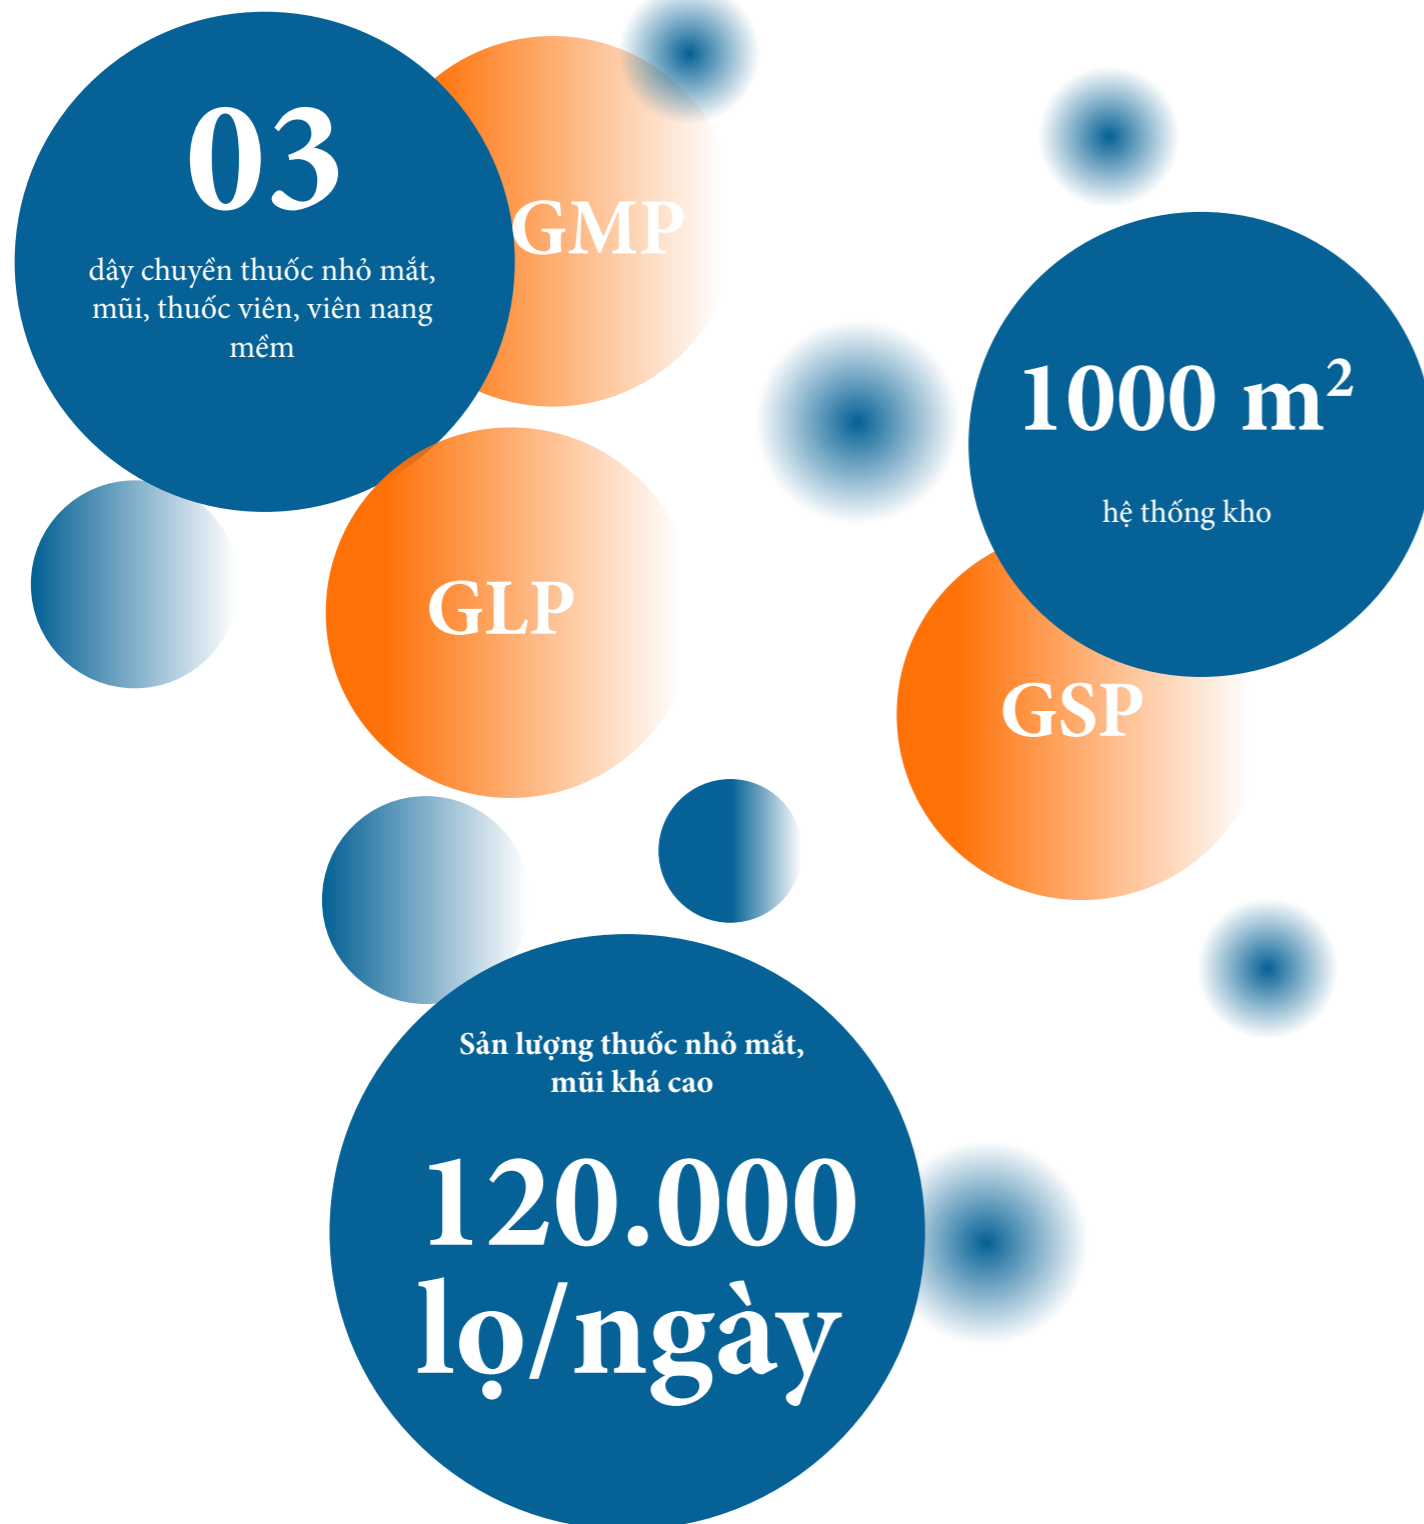 03
dây chuyền thuốc nhỏ mắt,
mũi, thuốc viên, viên nang
mềm
GMP
1000 m²
hệ thống kho
GLP
GSP
Sản lượng thuốc nhỏ mắt,
mũi khá cao
120.000
lọ/ngày